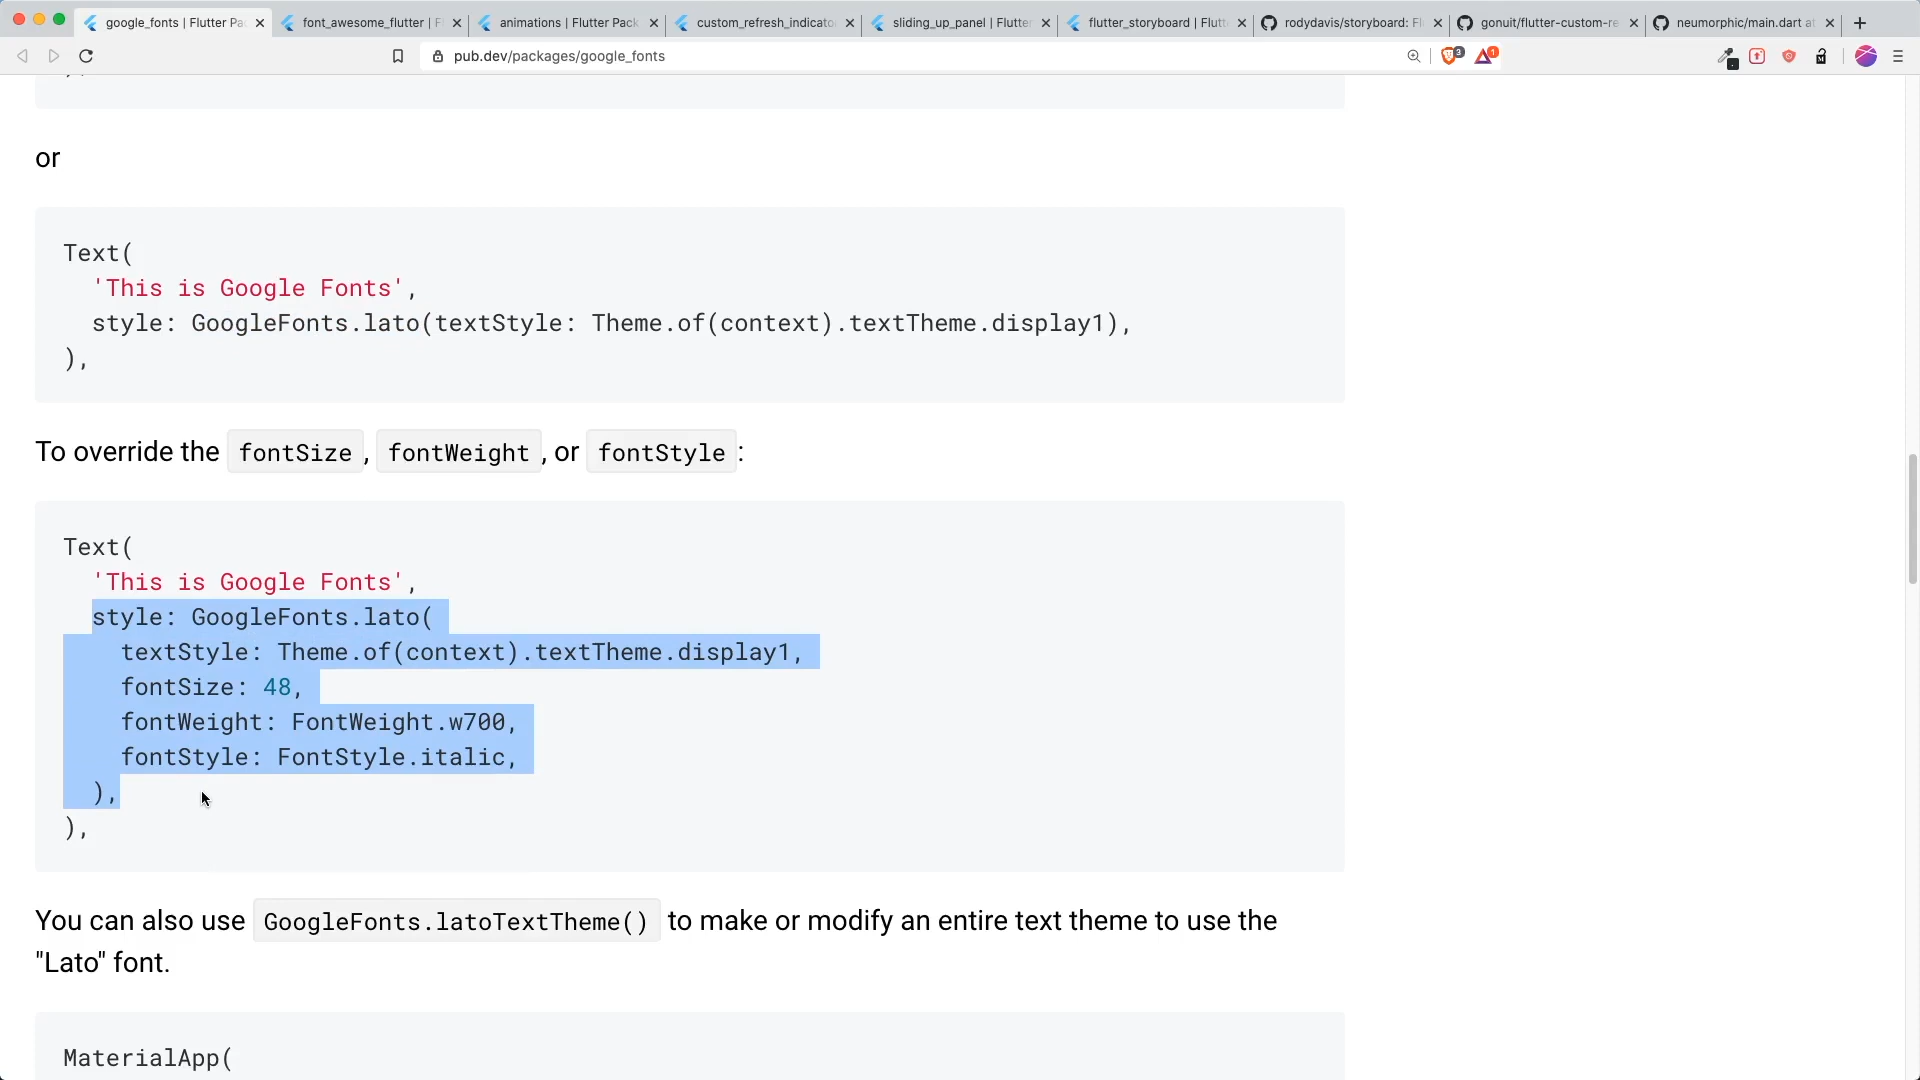 google_fonts | Flutter Pa
font_awesome_flutter | F
animations | Flutter Pack
custom_refresh_indicato
sliding_up_panel | Flutter
flutter_storyboard | Flutt
rodydavis/storyboard: Fl
gonuit/flutter-custom-re
neumorphic/main.dart at
pub.dev/packages/google_fonts
3
1
or
Text(
'This is Google Fonts',
style: GoogleFonts.lato(textStyle: Theme.of(context).textTheme.display1),
),
To override the fontSize, fontWeight, or fontStyle:
Text(
'This is Google Fonts',
style: GoogleFonts.lato(
textStyle: Theme.of(context).textTheme.display1,
fontSize: 48,
fontWeight: FontWeight.w700,
fontStyle: FontStyle.italic,
),
),
You can also use GoogleFonts.latoTextTheme() to make or modify an entire text theme to use the
"Lato" font.
MaterialApp(